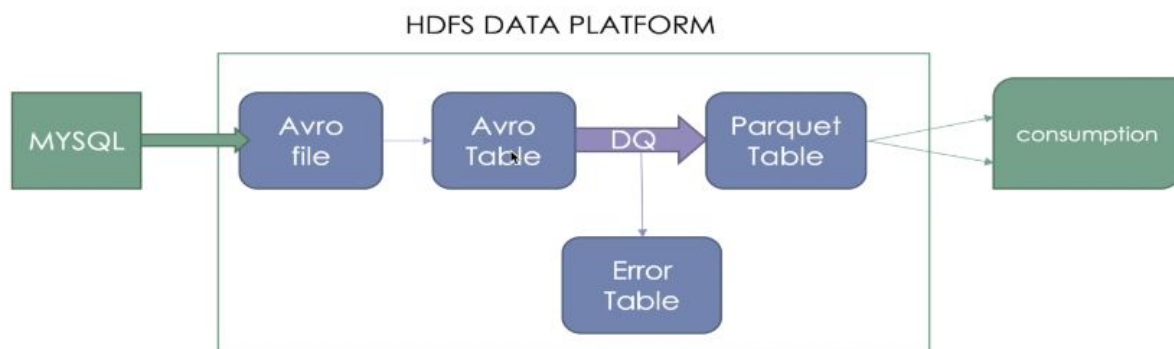 HDFS DATA PLATFORM
MYSQL
Avro
file
Avro
Table
DQ
Parquet
Table
consumption
Error
Table